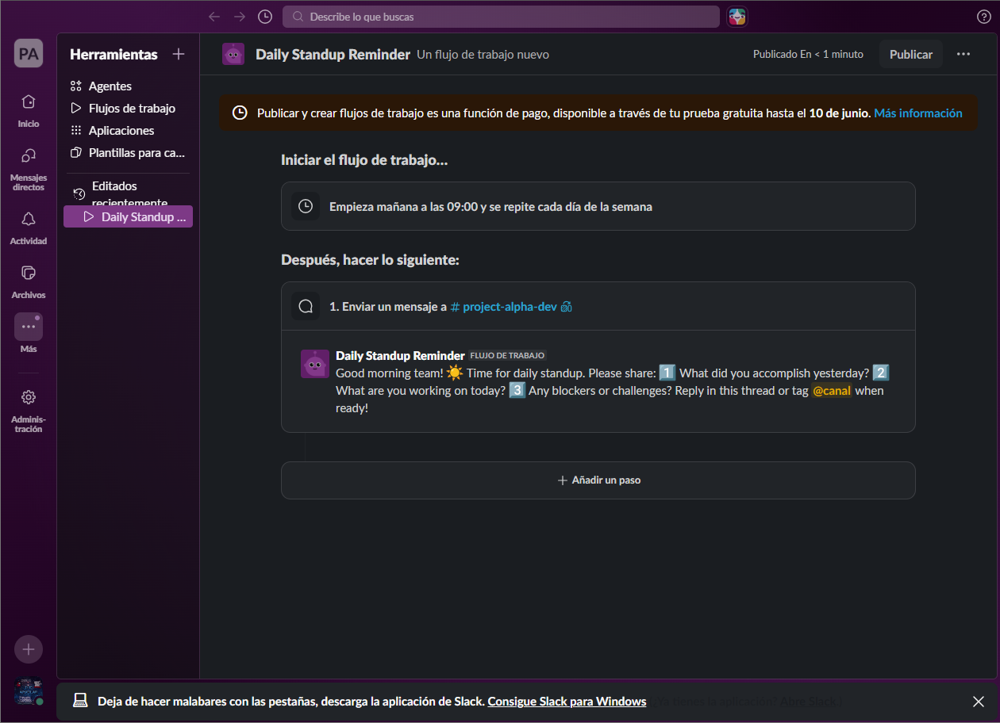 Describe lo que buscas
PA
Herramientas
Daily Standup Reminder Un flujo de trabajo nuevo
Publicado En < 1 minuto
Publicar
Agentes
Flujos de trabajo
Aplicaciones
Plantillas para ca...
Editados
recientemente
Daily Standup ...
Inicio
Mensajes
directos
Actividad
Archivos
Más
Adminis-
tración
Publicar y crear flujos de trabajo es una función de pago, disponible a través de tu prueba gratuita hasta el 10 de junio. Más información
Iniciar el flujo de trabajo...
Empieza mañana a las 09:00 y se repite cada día de la semana
Después, hacer lo siguiente:
1. Enviar un mensaje a # project-alpha-dev
Daily Standup Reminder FLUJO DE TRABAJO
Good morning team! ☀️ Time for daily standup. Please share: 1️⃣ What did you accomplish yesterday? 2️⃣
What are you working on today? 3️⃣ Any blockers or challenges? Reply in this thread or tag @canal when
ready!
+ Añadir un paso
Deja de hacer malabares con las pestañas, descarga la aplicación de Slack. Consigue Slack para Windows (¿Ya tienes la aplicación? Abre Slack.)